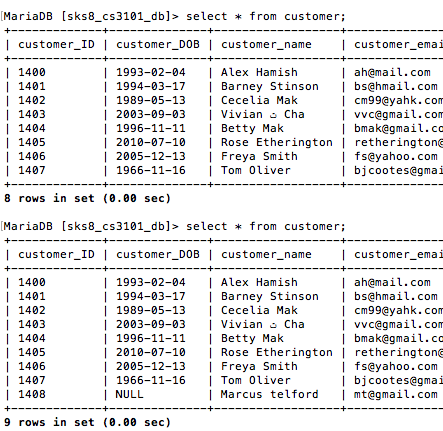 MariaDB [sks8_cs3101_db]> select * from customer;
| customer_ID | customer_DOB | customer_name | customer_emai
| 1400 | 1993-02-04 | Alex Hamish | ah@mail.com
| 1401 | 1994-03-17 | Barney Stinson | bs@hmail.com
| 1402 | 1989-05-13 | Cecelia Mak | cm99@yahk.com
| 1403 | 2003-09-03 | Vivian ت Cha | vvc@gmail.com
| 1404 | 1996-11-11 | Betty Mak | bmak@gmail.co
| 1405 | 2010-07-10 | Rose Etherington | retherington@
| 1406 | 2005-12-13 | Freya Smith | fs@yahoo.com
| 1407 | 1966-11-16 | Tom Oliver | bjcootes@gmai
8 rows in set (0.00 sec)
MariaDB [sks8_cs3101_db]> select * from customer;
| customer_ID | customer_DOB | customer_name | customer_emai
| 1400 | 1993-02-04 | Alex Hamish | ah@mail.com
| 1401 | 1994-03-17 | Barney Stinson | bs@hmail.com
| 1402 | 1989-05-13 | Cecelia Mak | cm99@yahk.com
| 1403 | 2003-09-03 | Vivian ت Cha | vvc@gmail.com
| 1404 | 1996-11-11 | Betty Mak | bmak@gmail.co
| 1405 | 2010-07-10 | Rose Etherington | retherington@
| 1406 | 2005-12-13 | Freya Smith | fs@yahoo.com
| 1407 | 1966-11-16 | Tom Oliver | bjcootes@gmai
| 1408 | NULL | Marcus telford | mt@gmail.com
9 rows in set (0.00 sec)